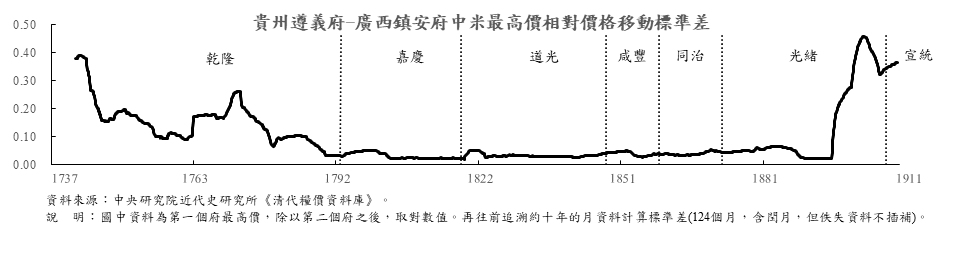 貴州遵義府-廣西鎮安府中米最高價相對價格移動標準差
0.50
0.40
0.30
0.20
0.10
0.00
乾隆 嘉慶 道光 咸豐 同治 光緒 宣統
1737 1763 1792 1822 1851 1881 1911
資料來源：中央研究院近代史研究所《清代糧價資料庫》。
說　明：圖中資料為第一個府最高價，除以第二個府之後，取對數值。再往前追溯約十年的月資料計算標準差(124個月，含閏月，但佚失資料不插補)。